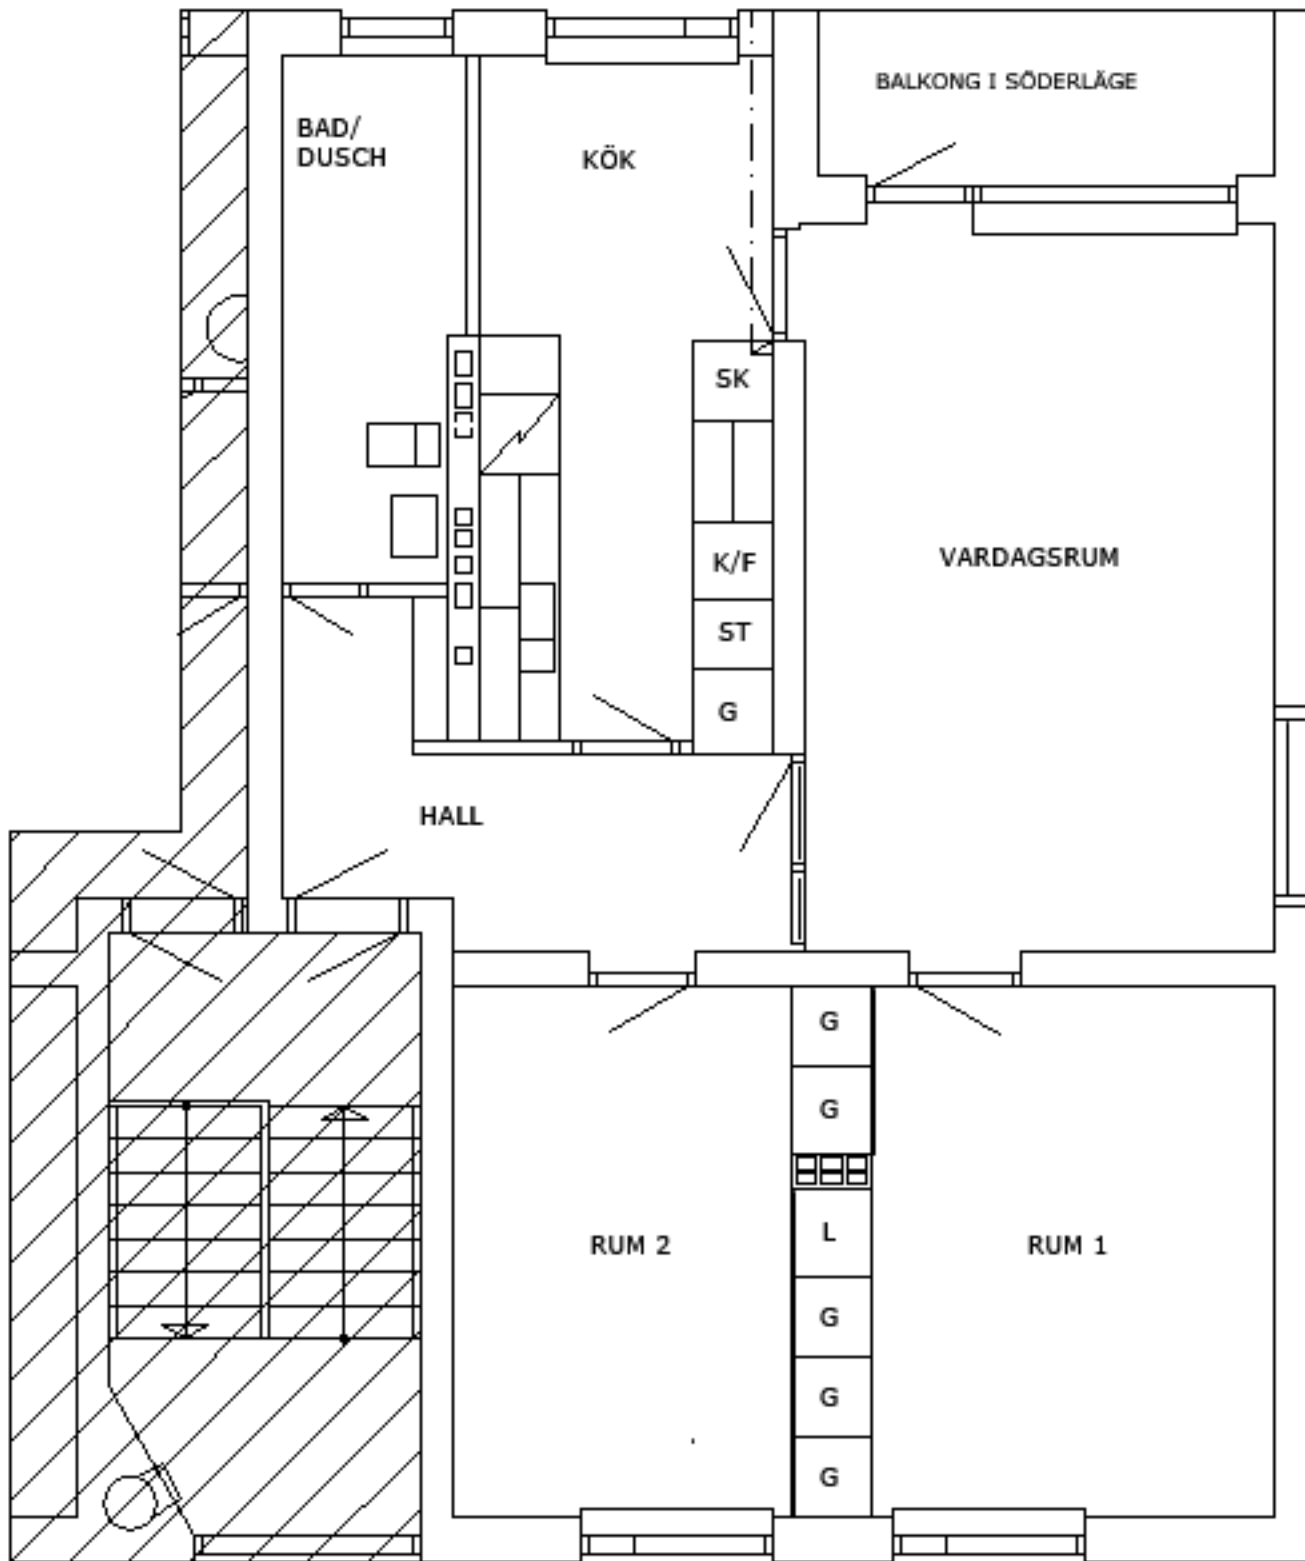 BALKONG I SÖDERLÄGE
BAD/
DUSCH
KÖK
SK
K/F
ST
G
VARDAGSRUM
HALL
G
G
L
G
G
G
RUM 2
RUM 1